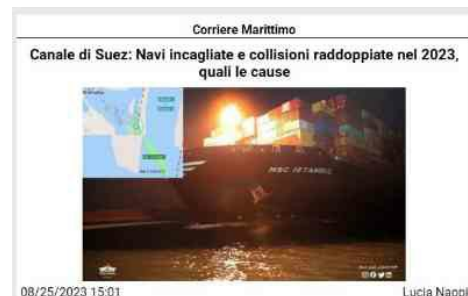 Corriere Marittimo
Canale di Suez: Navi incagliate e collisioni raddoppiate nel 2023,
quali le cause
MSC ISTANBUL
08/25/2023 15:01
Lucia Nappi